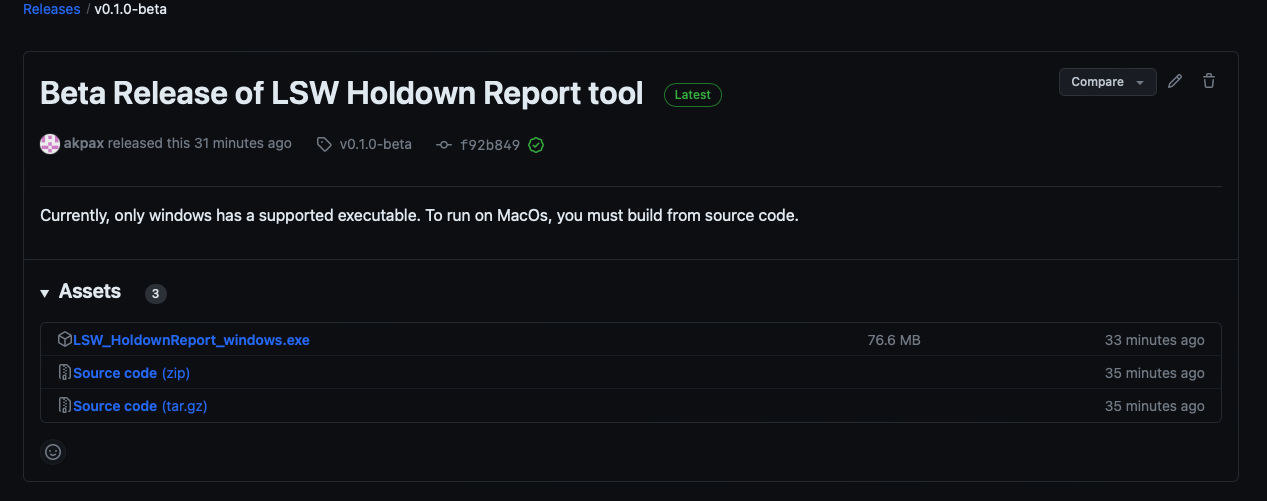 Releases / v0.1.0-beta
Beta Release of LSW Holdown Report tool Latest Compare
akpax released this 31 minutes ago v0.1.0-beta f92b849
Currently, only windows has a supported executable. To run on MacOs, you must build from source code.
Assets 3
LSW_HoldownReport_windows.exe 76.6 MB 33 minutes ago
Source code (zip) 35 minutes ago
Source code (tar.gz) 35 minutes ago